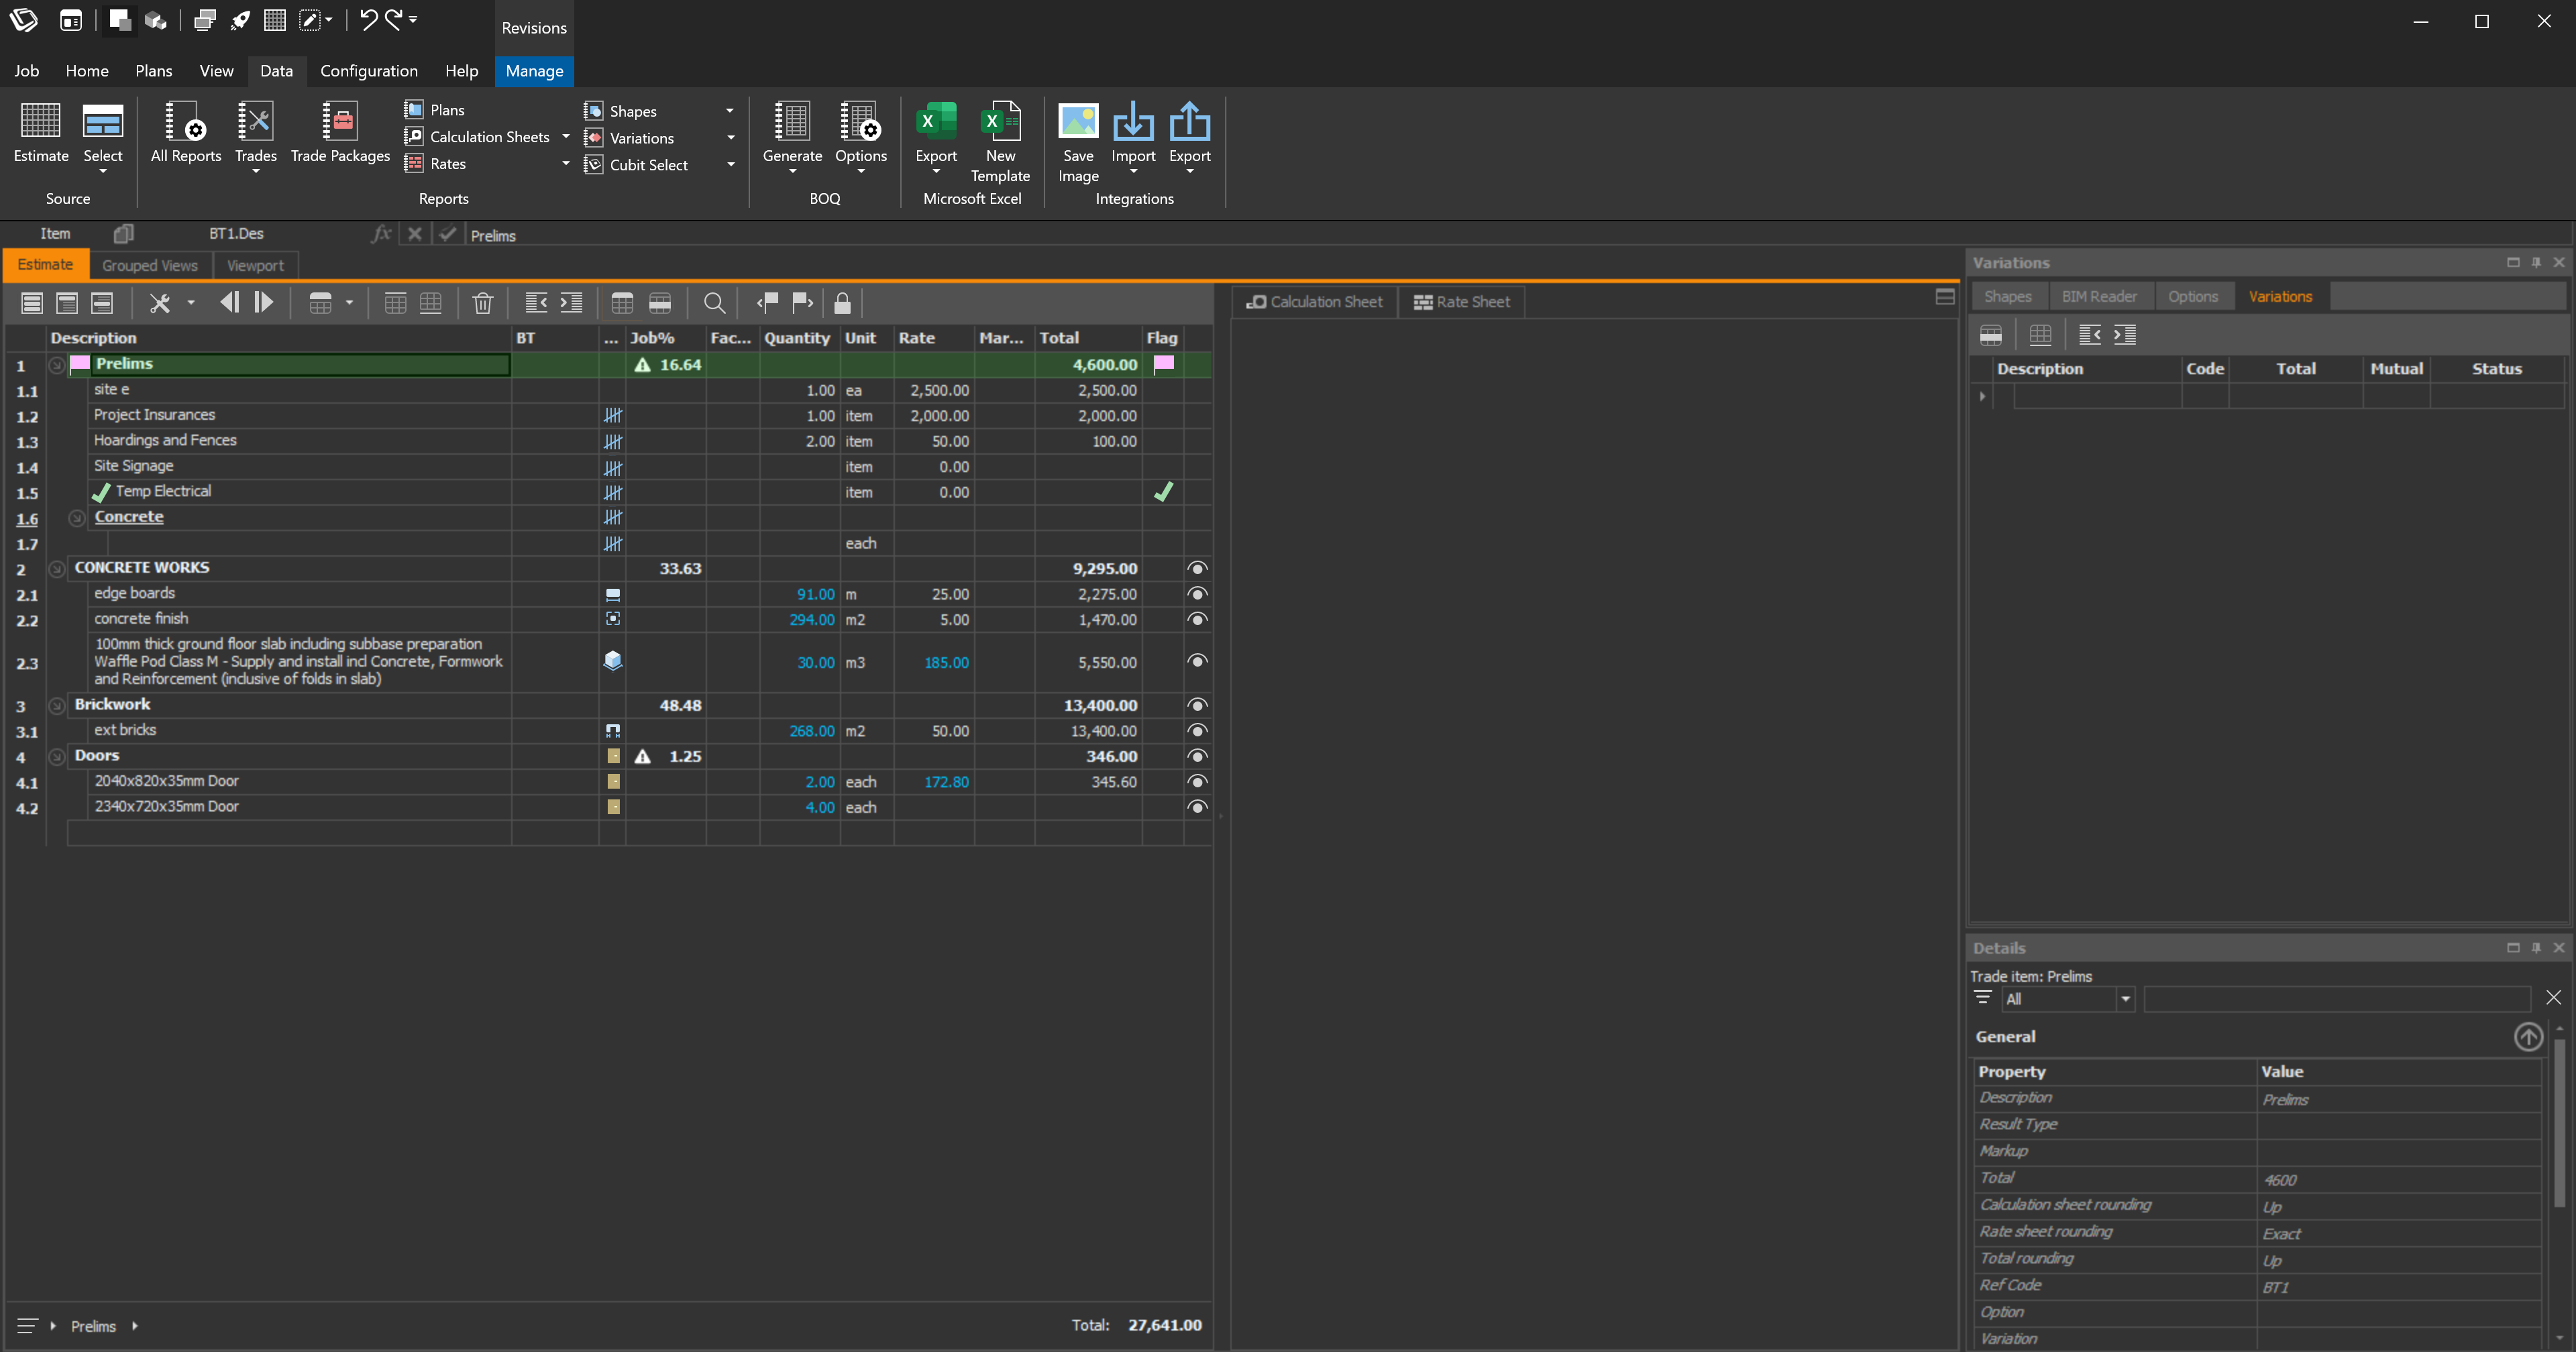 Revisions
Job Home Plans View Data Configuration Help Manage
Estimate
Select
Source
All Reports
Trades
Trade Packages
Plans
Calculation Sheets
Rates
Shapes
Variations
Cubit Select
Reports
Generate
Options
BOQ
Export
New Template
Microsoft Excel
Save Image
Import
Export
Integrations
Item BT1.Des fx Prelims
Estimate Grouped Views Viewport
Description BT ... Job% Fac... Quantity Unit Rate Mar... Total Flag
1 Prelims 16.64 4,600.00
1.1 site e 1.00 ea 2,500.00 2,500.00
1.2 Project Insurances 1.00 item 2,000.00 2,000.00
1.3 Hoardings and Fences 2.00 item 50.00 100.00
1.4 Site Signage item 0.00
1.5 Temp Electrical item 0.00
1.6 Concrete
1.7 each
2 CONCRETE WORKS 33.63 9,295.00
2.1 edge boards 91.00 m 25.00 2,275.00
2.2 concrete finish 294.00 m2 5.00 1,470.00
100mm thick ground floor slab including subbase preparation
2.3 Waffle Pod Class M - Supply and install incl Concrete, Formwork 30.00 m3 185.00 5,550.00
and Reinforcement (inclusive of folds in slab)
3 Brickwork 48.48 13,400.00
3.1 ext bricks 268.00 m2 50.00 13,400.00
4 Doors 1.25 346.00
4.1 2040x820x35mm Door 2.00 each 172.80 345.60
4.2 2340x720x35mm Door 4.00 each
Prelims Total: 27,641.00
Calculation Sheet Rate Sheet
Variations
Shapes BIM Reader Options Variations
Description Code Total Mutual Status
Details
Trade item: Prelims
All
General
Property Value
Description Prelims
Result Type
Markup
Total 4600
Calculation sheet rounding Up
Rate sheet rounding Exact
Total rounding Up
Ref Code BT1
Option
Variation